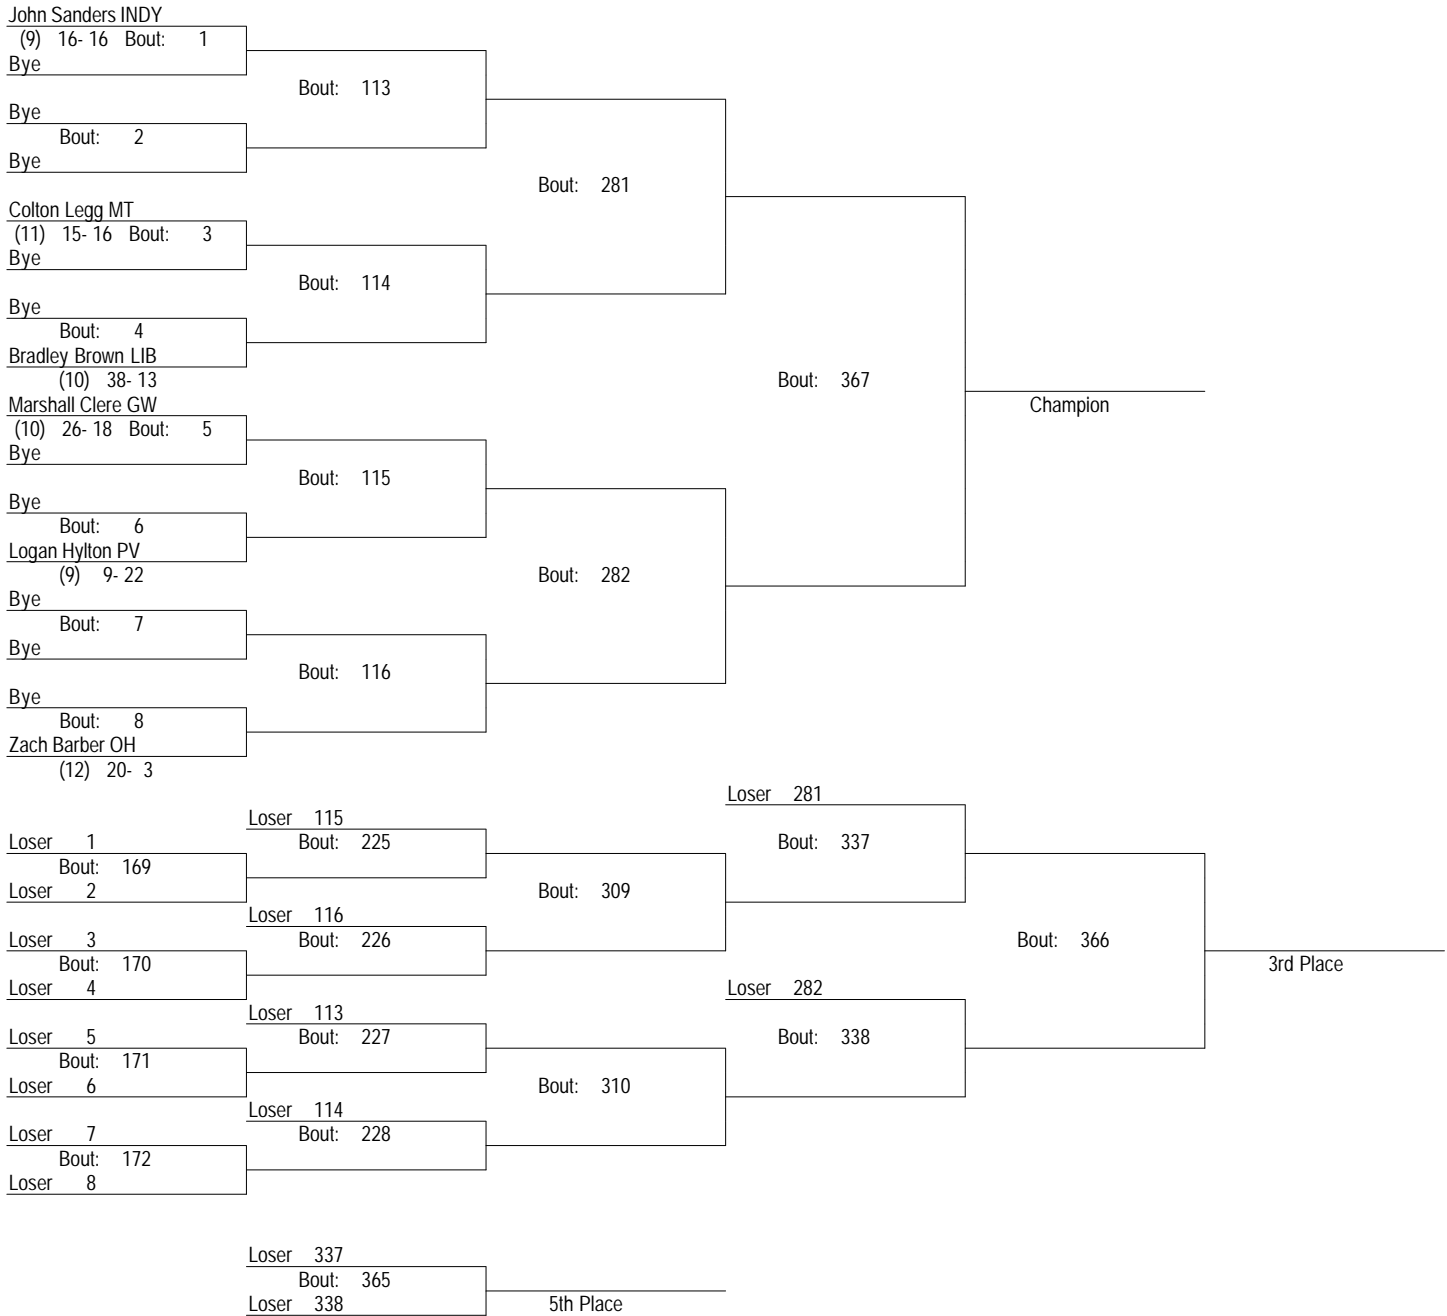 John Sanders INDY
(9) 16- 16 Bout: 1
Bye
Bout: 113
Bye
Bout: 2
Bye
Bout: 281
Colton Legg MT
(11) 15- 16 Bout: 3
Bye
Bout: 114
Bye
Bout: 4
Bradley Brown LIB
(10) 38- 13
Bout: 367
Marshall Clere GW
Champion
(10) 26- 18 Bout: 5
Bye
Bout: 115
Bye
Bout: 6
Logan Hylton PV
(9) 9- 22
Bout: 282
Bye
Bout: 7
Bye
Bout: 116
Bye
Bout: 8
Zach Barber OH
(12) 20- 3
Loser 281
Loser 115
Loser 1
Bout: 225
Bout: 337
Bout: 169
Loser 2
Bout: 309
Loser 116
Loser 3
Bout: 226
Bout: 366
Bout: 170
3rd Place
Loser 4
Loser 282
Loser 113
Loser 5
Bout: 227
Bout: 338
Bout: 171
Loser 6
Bout: 310
Loser 114
Loser 7
Bout: 228
Bout: 172
Loser 8
Loser 337
Bout: 365
Loser 338
5th Place